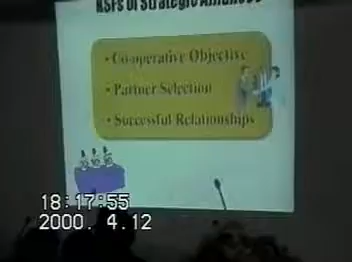 KSFs of Strategic Alliances
• Co-operative Objective
• Partner Selection
• Successful Relationships
18:17:55
2000. 4.12